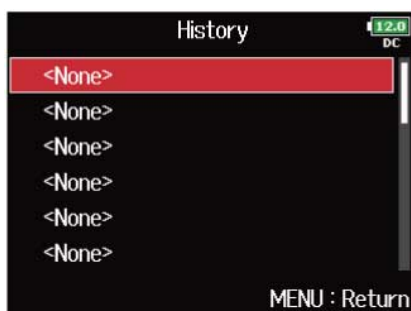 History
12.0
DC
<None>
<None>
<None>
<None>
<None>
<None>
MENU : Return